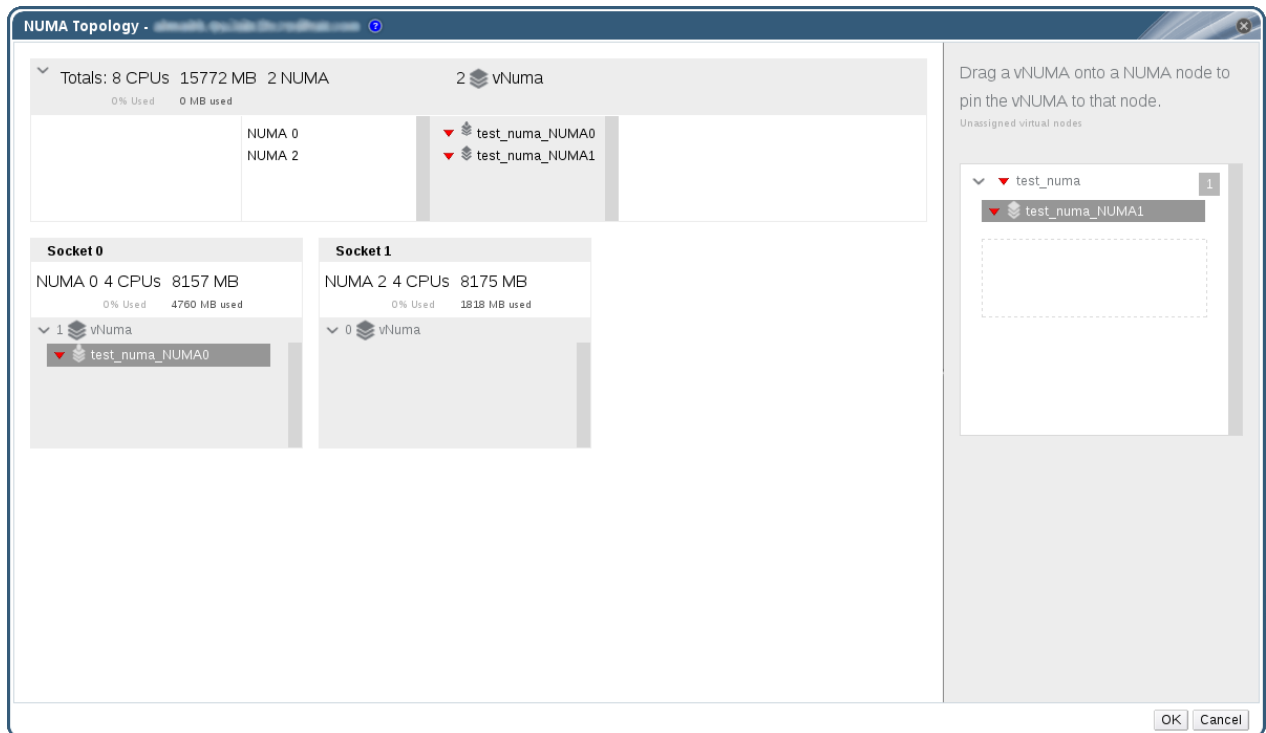 NUMA Topology -
Totals: 8 CPUs 15772 MB 2 NUMA 2 vNuma
0% Used 0 MB used
NUMA 0
NUMA 2
test_numa_NUMA0
test_numa_NUMA1
Socket 0
NUMA 0 4 CPUs 8157 MB
0% Used 4760 MB used
1 vNuma
test_numa_NUMA0
Socket 1
NUMA 2 4 CPUs 8175 MB
0% Used 1818 MB used
0 vNuma
Drag a vNUMA onto a NUMA node to
pin the vNUMA to that node.
Unassigned virtual nodes
test_numa 1
test_numa_NUMA1
OK Cancel